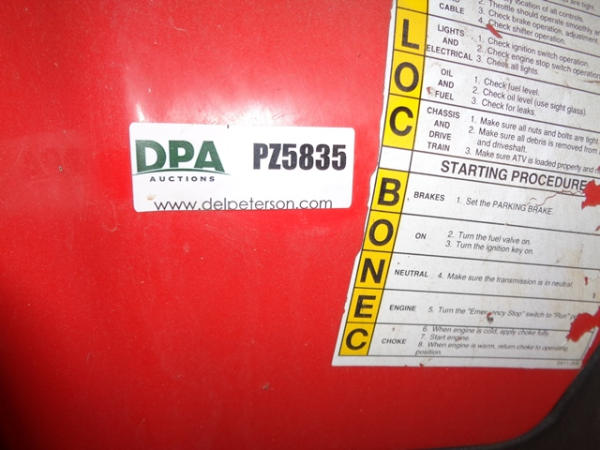 DPA
AUCTIONS
PZ5835
www.delpeterson.com
CABLE
2. Throttle should operate smoothly
3. Check brake operation, adjustment.
4. Check shifter operation.
L
LIGHTS
AND
ELECTRICAL
1. Check ignition switch operation.
2. Check engine stop switch operation
3. Check all lights.
O
OIL
AND
FUEL
1. Check fuel level.
2. Check oil level (use sight glass)
3. Check for leaks.
C
CHASSIS
AND
DRIVE
TRAIN
1. Make sure all nuts and bolts are tight
2. Make sure all debris is removed from
and driveshaft.
3. Make sure ATV is loaded properly and
STARTING PROCEDURE
B
BRAKES
1. Set the PARKING BRAKE
O
ON
2. Turn the fuel valve on.
3. Turn the ignition key on.
N
NEUTRAL
4. Make sure the transmission is in neutral.
E
ENGINE
5. Turn the "Emergency Stop" switch to "Run"
C
CHOKE
6. When engine is cold, apply choke fully.
7. Start engine.
8. When engine is warm, return choke to operating
position.